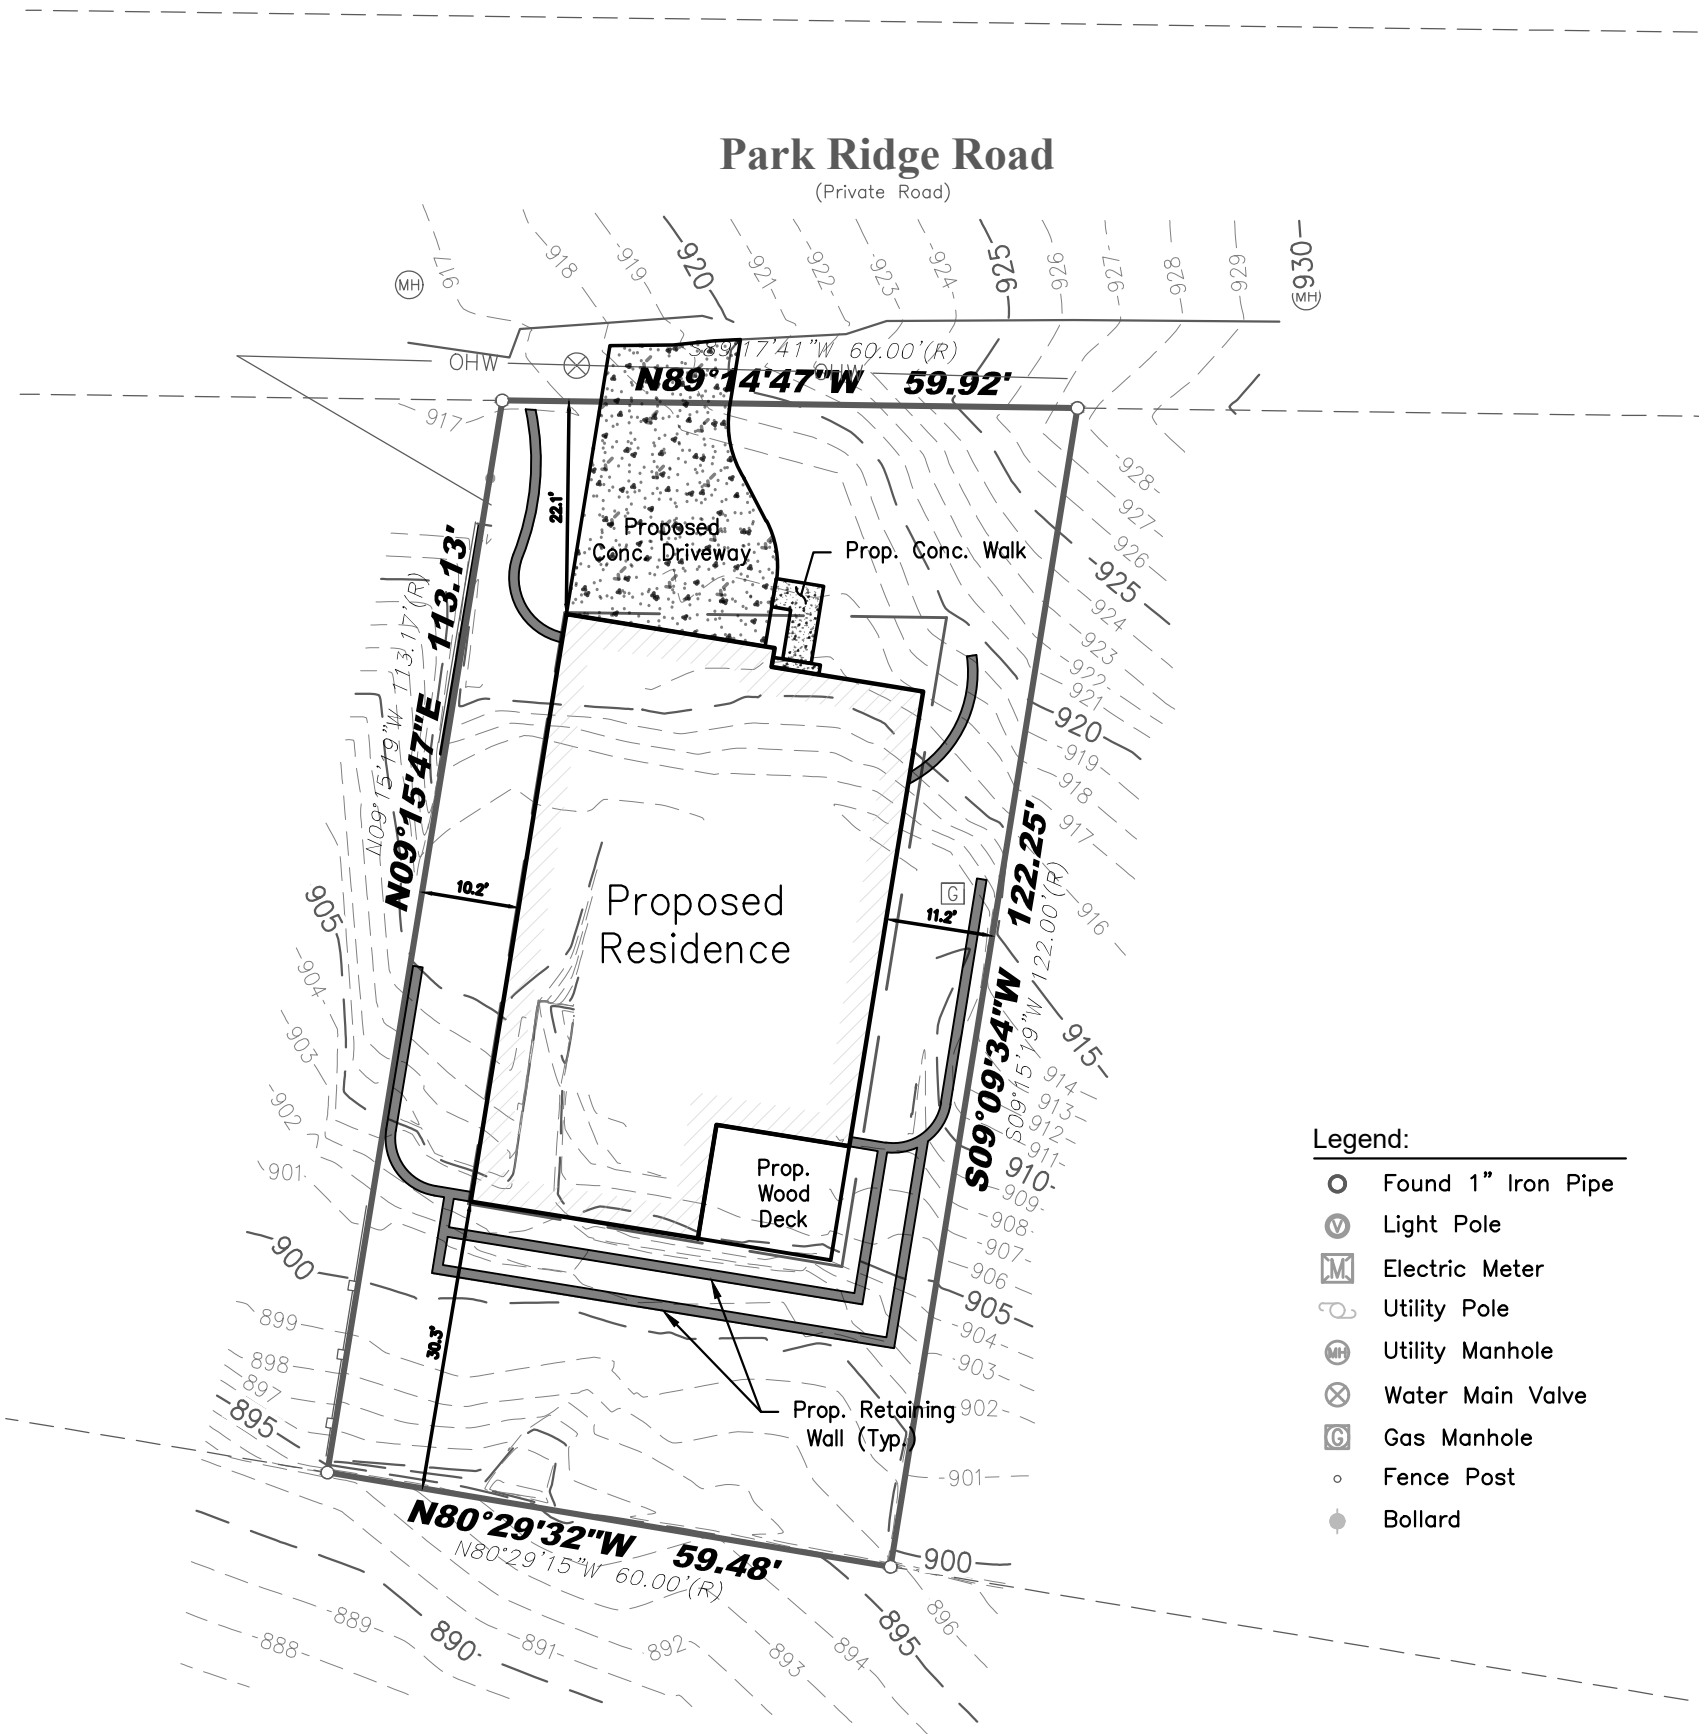 Park Ridge Road
(Private Road)
917
918
919
920
921
922
923
924
925
926
927
928
929
930
MH
MH
OHW
S89°17'41"W 60.00'(R)
OHW
N89°14'47"W 59.92'
917
22.1'
Proposed
Conc. Driveway
Prop. Conc. Walk
928
927
926
925
924
923
922
921
920
919
918
917
916
915
914
913
912
911
910
909
908
907
906
905
904
903
902
901
900
N09°15'47"E 113.13'
N09°15'19"W 113.17'(R)
10.2'
Proposed
Residence
G
11.2'
S09°09'34"W 122.25'
S09°15'19"W 122.00'(R)
905
904
903
902
901
900
899
898
897
895
Prop.
Wood
Deck
30.3'
Prop. Retaining
Wall (Typ.)
N80°29'32"W 59.48'
N80°29'15"W 60.00'(R)
888
889
890
891
892
893
894
895
896
Legend:
Found 1" Iron Pipe
V Light Pole
M Electric Meter
Utility Pole
MH Utility Manhole
Water Main Valve
G Gas Manhole
Fence Post
Bollard